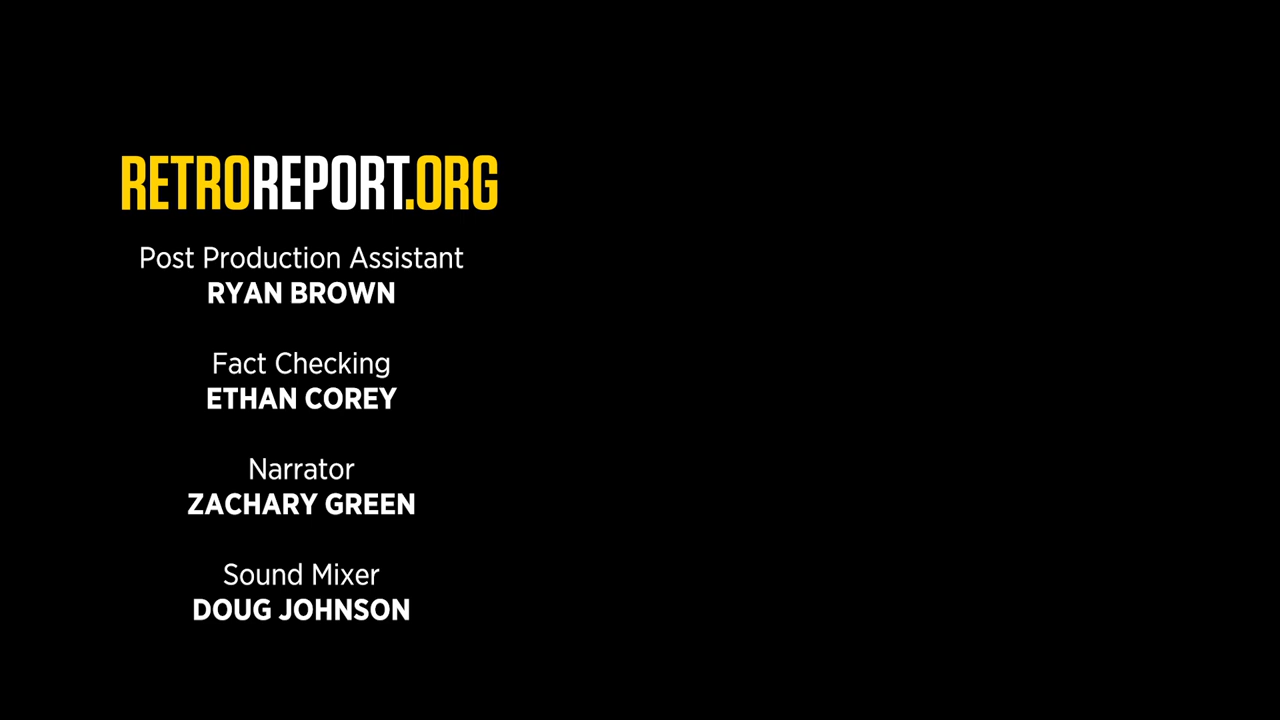 RETROREPORT.ORG
Post Production Assistant
RYAN BROWN
Fact Checking
ETHAN COREY
Narrator
ZACHARY GREEN
Sound Mixer
DOUG JOHNSON